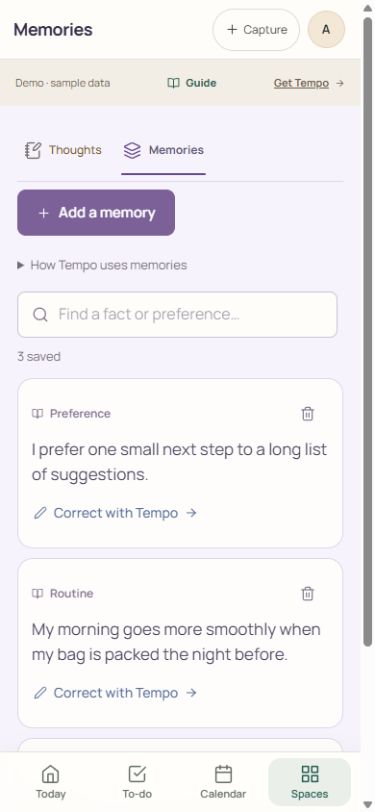 Memories
+ Capture
A
Demo · sample data
Guide
Get Tempo →
Thoughts
Memories
+ Add a memory
▶ How Tempo uses memories
Find a fact or preference...
3 saved
Preference
I prefer one small next step to a long list
of suggestions.
Correct with Tempo →
Routine
My morning goes more smoothly when
my bag is packed the night before.
Correct with Tempo →
Today
To-do
Calendar
Spaces